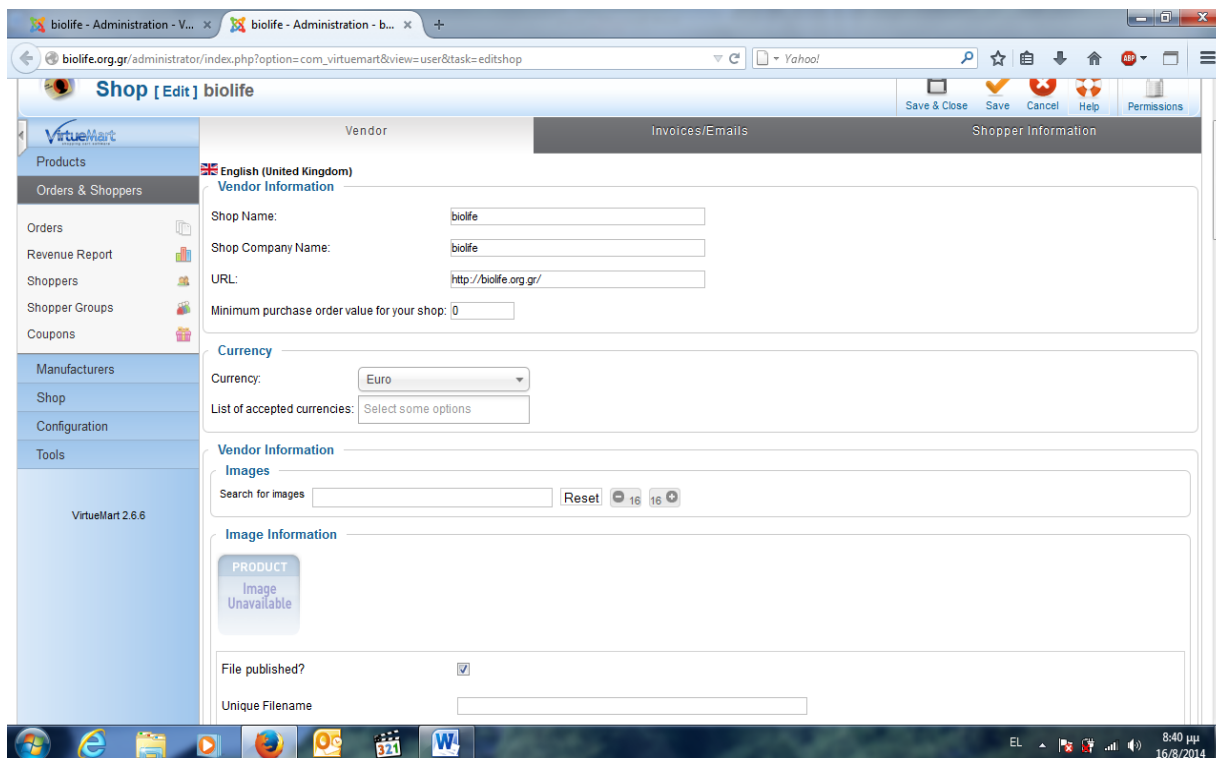 biolife - Administration - V... × biolife - Administration - b... × +
biolife.org.gr/administrator/index.php?option=com_virtuemart&view=user&task=editshop Yahoo! ABP
Shop [ Edit ] biolife
Save & Close Save Cancel Help Permissions
VirtueMart
Vendor Invoices/Emails Shopper Information
Products
Orders & Shoppers
Orders
Revenue Report
Shoppers
Shopper Groups
Coupons
Manufacturers
Shop
Configuration
Tools
VirtueMart 2.6.6
English (United Kingdom)
Vendor Information
Shop Name: biolife
Shop Company Name: biolife
URL: http://biolife.org.gr/
Minimum purchase order value for your shop: 0
Currency
Currency: Euro
List of accepted currencies: Select some options
Vendor Information
Images
Search for images Reset 16 16
Image Information
PRODUCT
Image
Unavailable
File published?
Unique Filename
321 W EL 8:40 μμ
16/8/2014